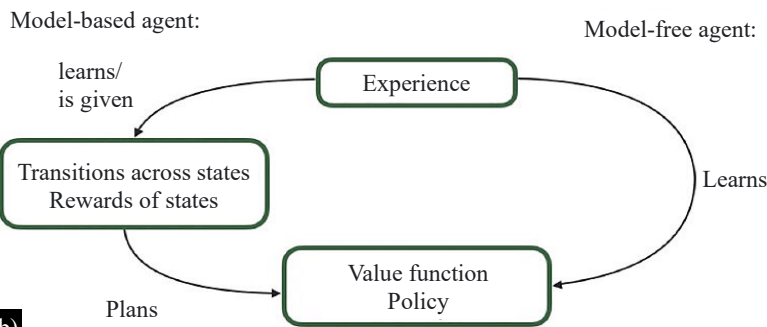 Model-based agent:
Model-free agent:
learns/
is given
Experience
Transitions across states
Rewards of states
Learns
Value function
Policy
Plans
b)